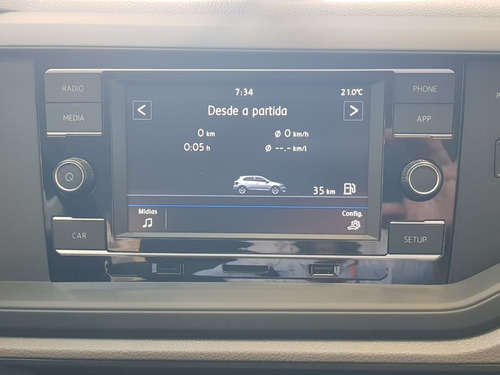 7:34 21.0°C
RADIO
PHONE
< Desde a partida >
MEDIA
APP
0 km ø 0 km/h
0:05 h ø --,- km/l
35 km
Mídias Config.
CAR
SETUP